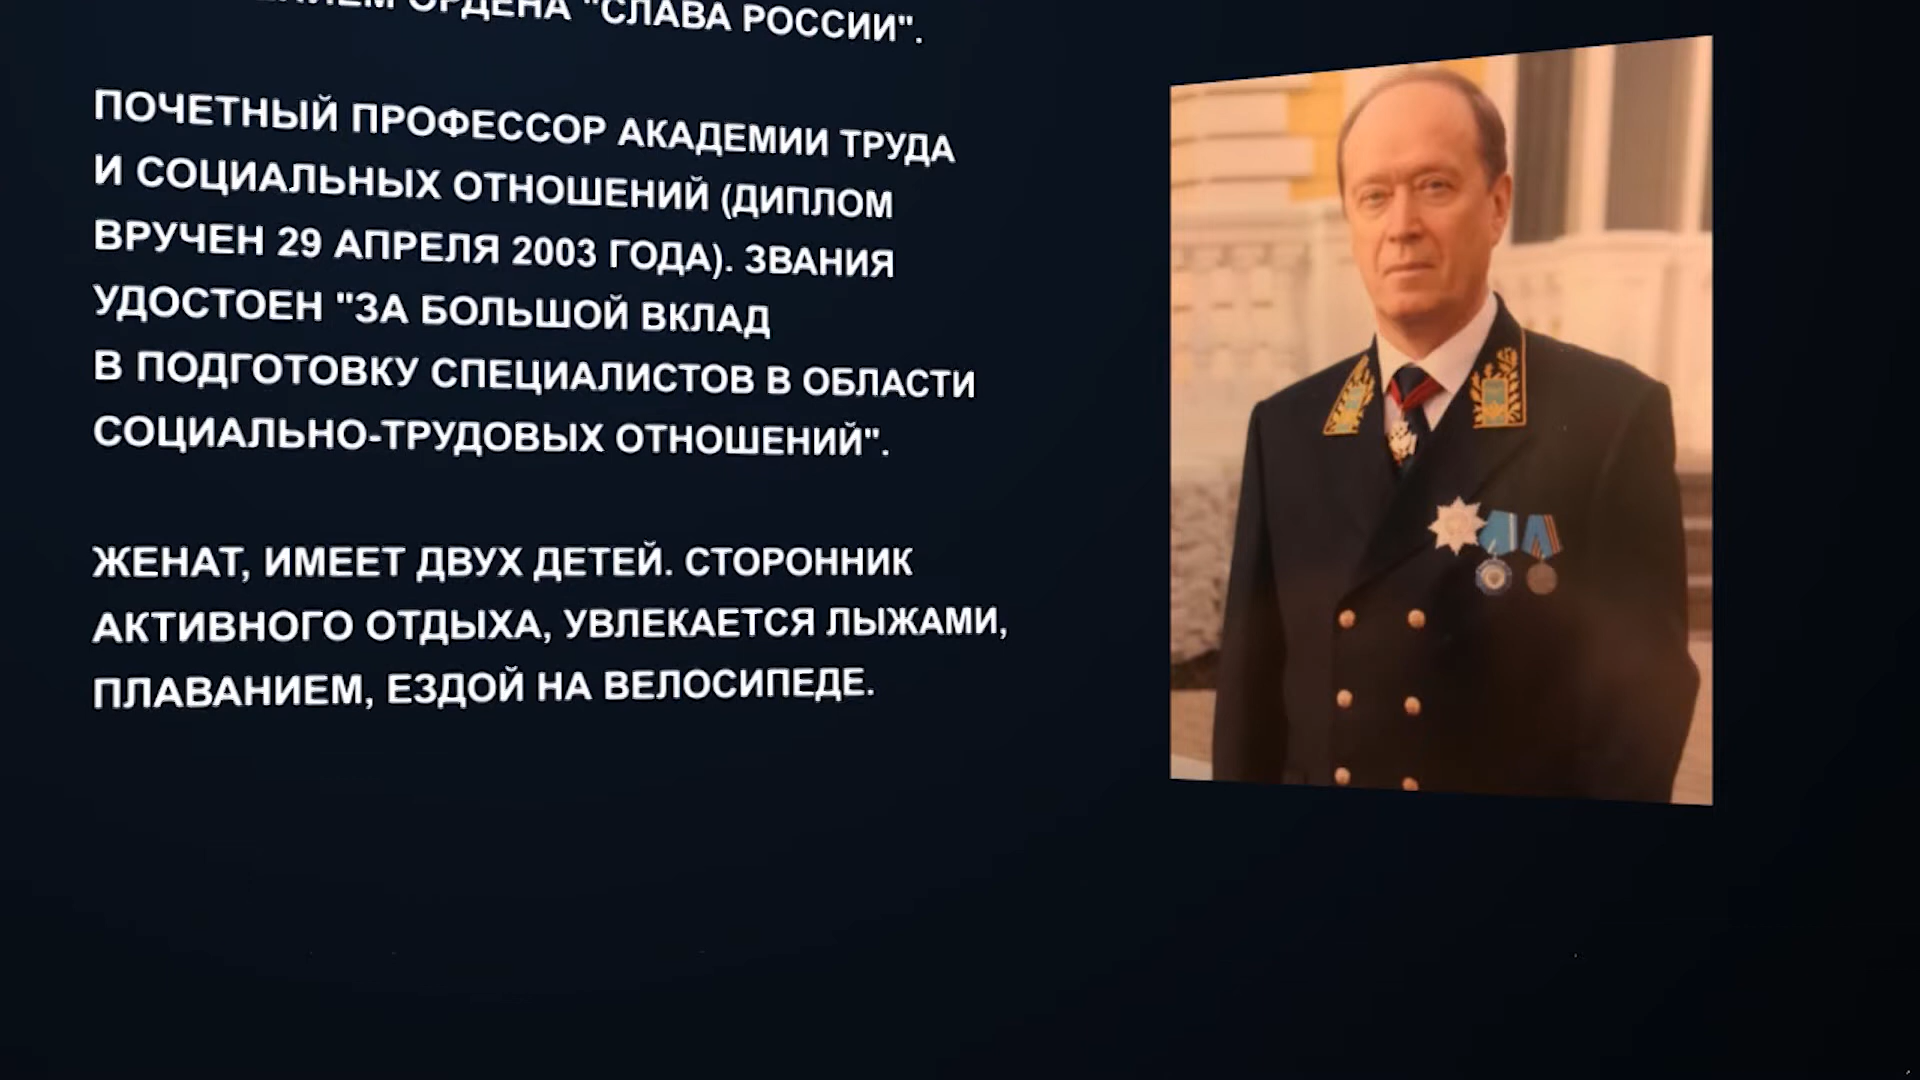 ОРДЕНА "СЛАВА РОССИИ".
ПОЧЕТНЫЙ ПРОФЕССОР АКАДЕМИИ ТРУДА
И СОЦИАЛЬНЫХ ОТНОШЕНИЙ (ДИПЛОМ
ВРУЧЕН 29 АПРЕЛЯ 2003 ГОДА). ЗВАНИЯ
УДОСТОЕН "ЗА БОЛЬШОЙ ВКЛАД
В ПОДГОТОВКУ СПЕЦИАЛИСТОВ В ОБЛАСТИ
СОЦИАЛЬНО-ТРУДОВЫХ ОТНОШЕНИЙ".
ЖЕНАТ, ИМЕЕТ ДВУХ ДЕТЕЙ. СТОРОННИК
АКТИВНОГО ОТДЫХА, УВЛЕКАЕТСЯ ЛЫЖАМИ,
ПЛАВАНИЕМ, ЕЗДОЙ НА ВЕЛОСИПЕДЕ.